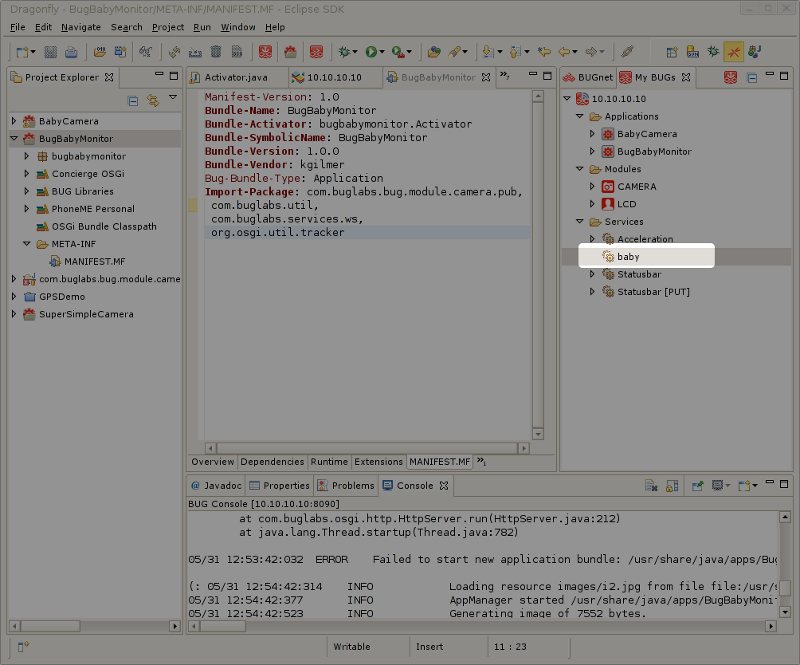 Dragonfly - BugBabyMonitor/META-INF/MANIFEST.MF - Eclipse SDK
File Edit Navigate Search Project Run Window Help
Project Explorer
BabyCamera
BugBabyMonitor
bugbabymonitor
Concierge OSGi
BUG Libraries
PhoneME Personal
OSGi Bundle Classpath
META-INF
MANIFEST.MF
com.buglabs.bug.module.came
GPSDemo
SuperSimpleCamera
Activator.java 10.10.10.10 BugBabyMonitor
Manifest-Version: 1.0
Bundle-Name: BugBabyMonitor
Bundle-Activator: bugbabymonitor.Activator
Bundle-SymbolicName: BugBabyMonitor
Bundle-Version: 1.0.0
Bundle-Vendor: kgilmer
Bug-Bundle-Type: Application
Import-Package: com.buglabs.bug.module.camera.pub,
com.buglabs.util,
com.buglabs.services.ws,
org.osgi.util.tracker
Overview Dependencies Runtime Extensions MANIFEST.MF
BUGnet My BUGs
10.10.10.10
Applications
BabyCamera
BugBabyMonitor
Modules
CAMERA
LCD
Services
Acceleration
baby
Statusbar
Statusbar [PUT]
@ Javadoc Properties Problems Console
BUG Console [10.10.10.10:8090]
at com.buglabs.osgi.http.HttpServer.run(HttpServer.java:212)
at java.lang.Thread.startup(Thread.java:782)
05/31 12:53:42:032 ERROR Failed to start new application bundle: /usr/share/java/apps/Bug
(: 05/31 12:54:42:314 INFO Loading resource images/i2.jpg from file file:/usr/s
05/31 12:54:42:377 INFO AppManager started /usr/share/java/apps/BugBabyMoni
05/31 12:54:42:523 INFO Generating image of 7552 bytes.
Writable Insert 11 : 23